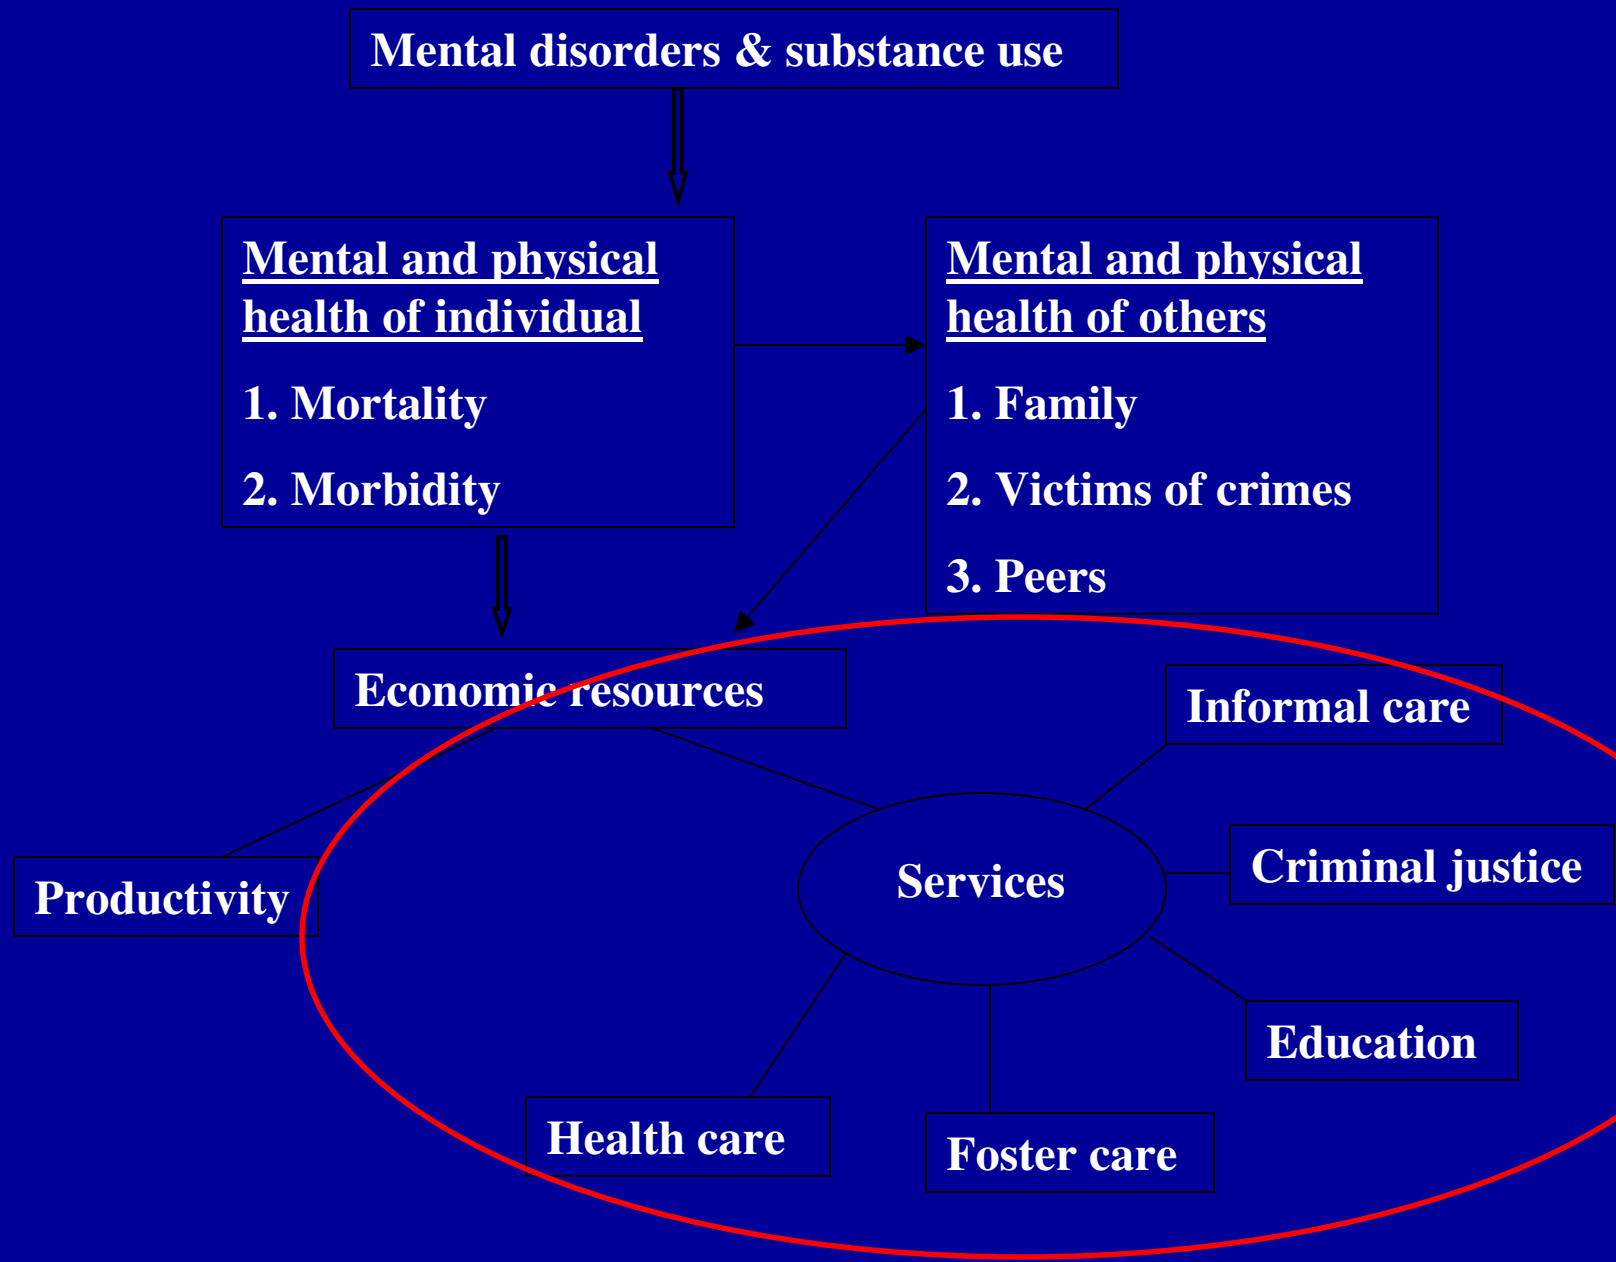 Mental disorders & substance use
Mental and physical
health of individual
1. Mortality
2. Morbidity
Mental and physical
health of others
1. Family
2. Victims of crimes
3. Peers
Economic resources
Informal care
Services
Criminal justice
Productivity
Education
Health care
Foster care